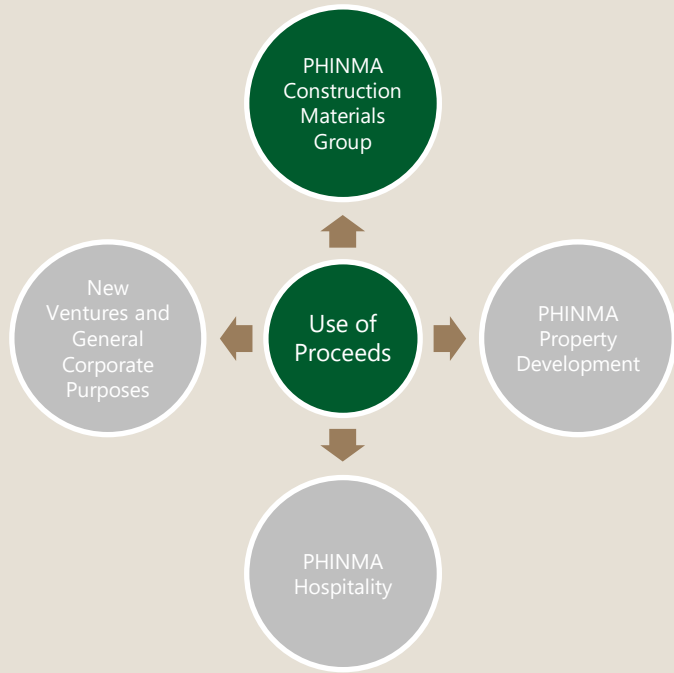 PHINMA
Construction
Materials
Group
New
Ventures and
General
Corporate
Purposes
Use of
Proceeds
PHINMA
Property
Development
PHINMA
Hospitality